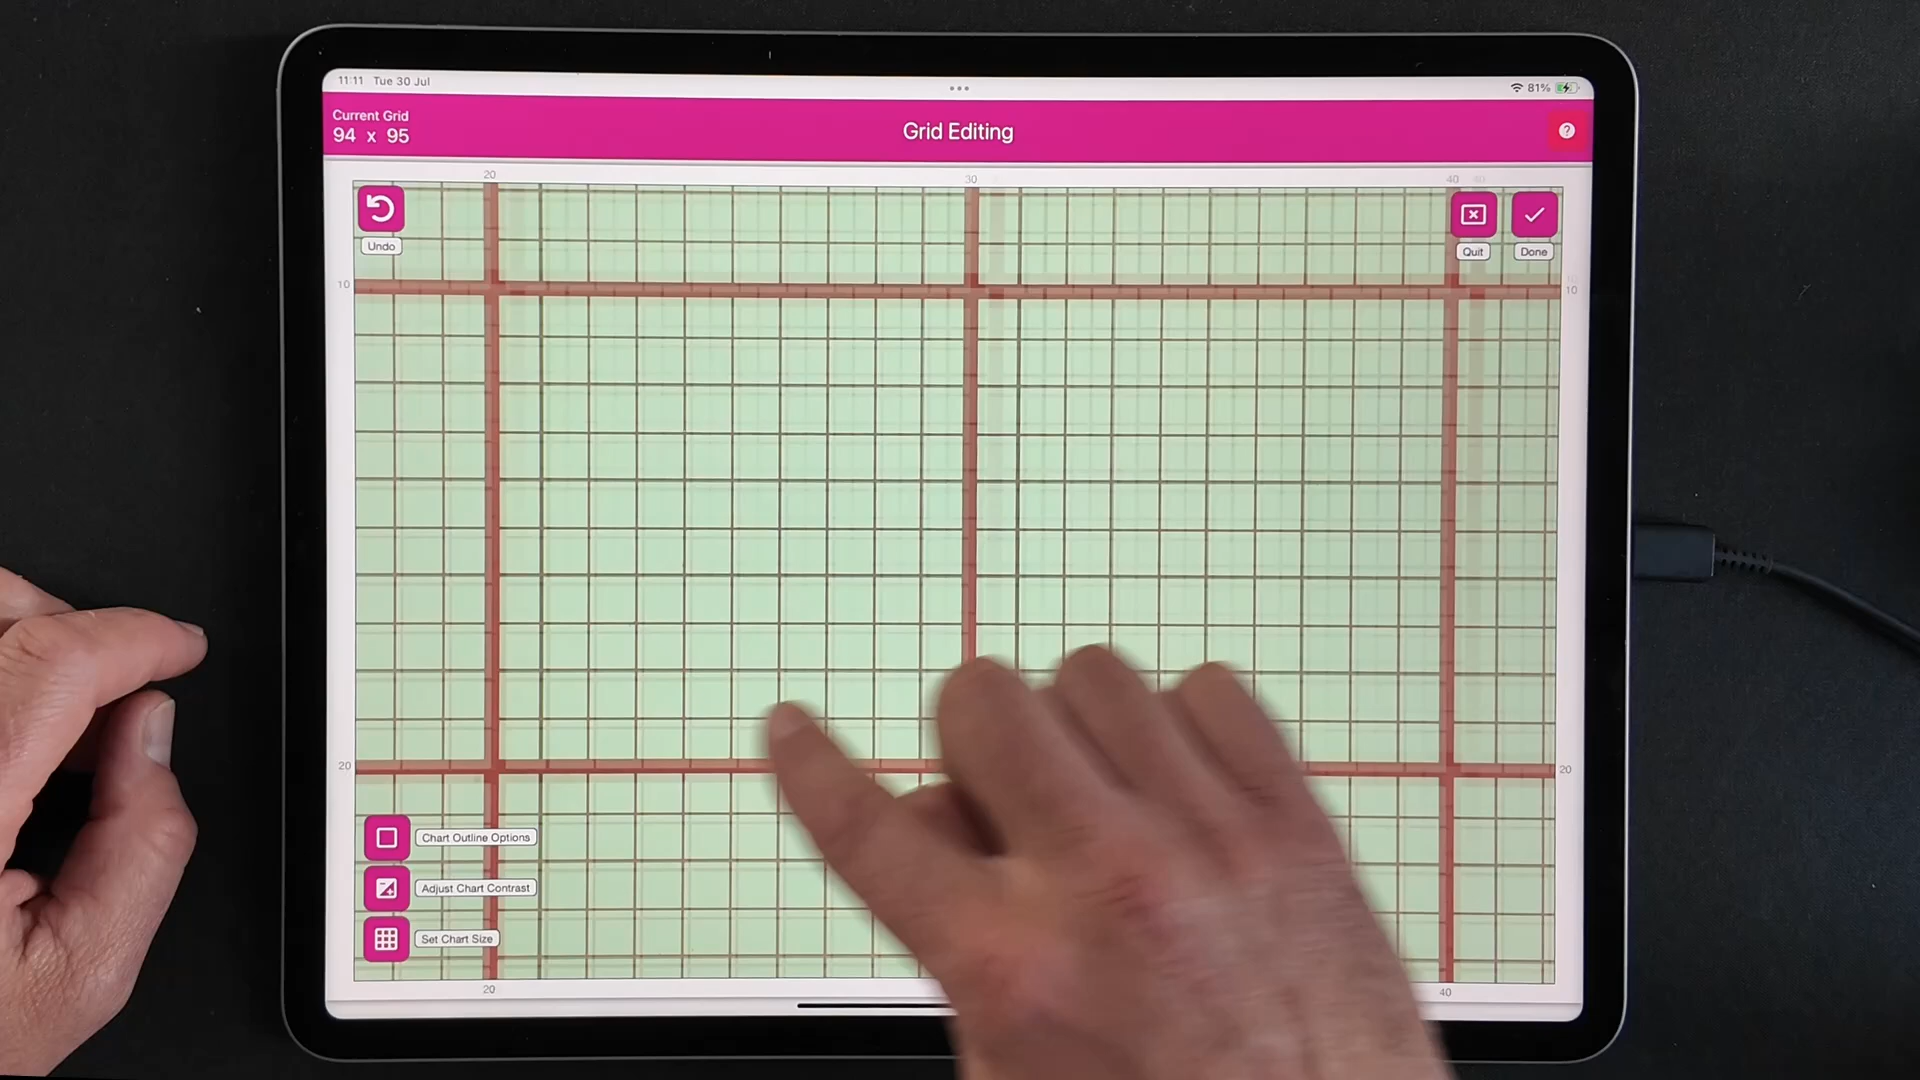 11:11 Tue 30 Jul
81%
Current Grid
94 x 95
Grid Editing
?
20
30
40
Undo
Quit
Done
10
10
20
20
Chart Outline Options
Adjust Chart Contrast
Set Chart Size
20
40